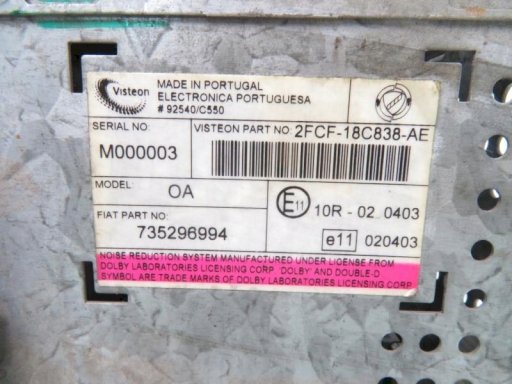 Visteon
MADE IN PORTUGAL
ELECTRONICA PORTUGUESA
# 92540/C550
SERIAL NO:
M000003
VISTEON PART NO: 2FCF-18C838-AE
MODEL: OA
FIAT PART NO:
735296994
E11 10R - 02 0403
e11 020403
NOISE REDUCTION SYSTEM MANUFACTURED UNDER LICENSE FROM
DOLBY LABORATORIES LICENSING CORP "DOLBY" AND DOUBLE-D
SYMBOL ARE TRADE MARKS OF DOLBY LABORATORIES LICENSING CORP